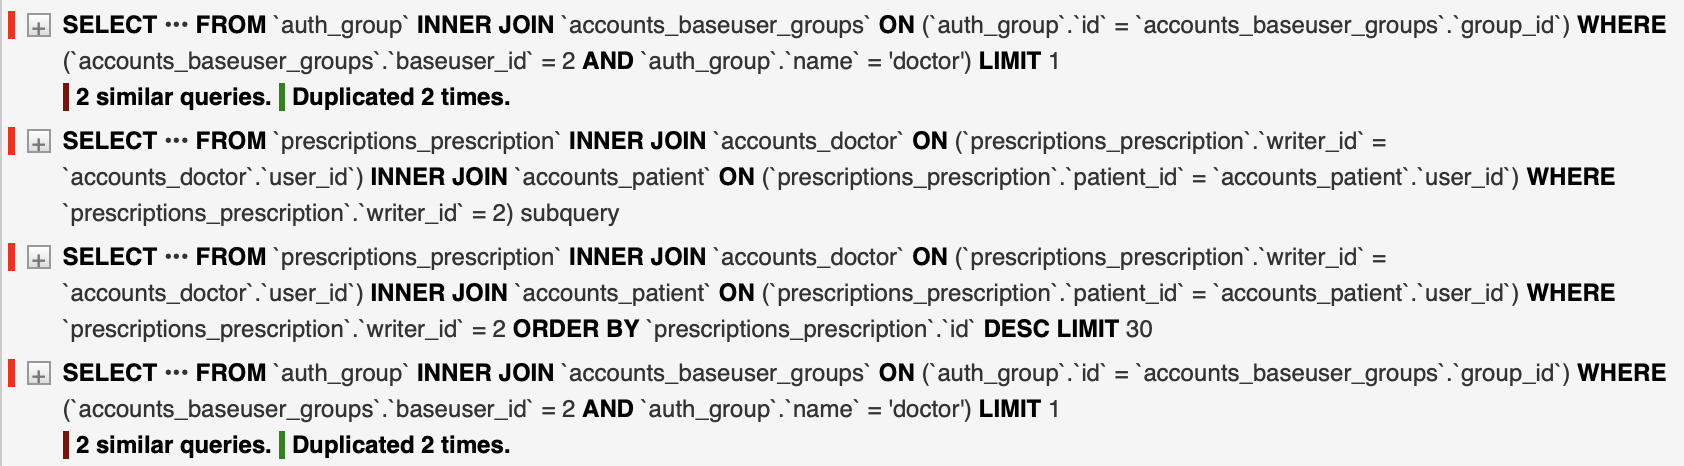 SELECT ••• FROM `auth_group` INNER JOIN `accounts_baseuser_groups` ON (`auth_group`.`id` = `accounts_baseuser_groups`.`group_id`) WHERE
(`accounts_baseuser_groups`.`baseuser_id` = 2 AND `auth_group`.`name` = 'doctor') LIMIT 1
2 similar queries. Duplicated 2 times.
SELECT ••• FROM `prescriptions_prescription` INNER JOIN `accounts_doctor` ON (`prescriptions_prescription`.`writer_id` =
`accounts_doctor`.`user_id`) INNER JOIN `accounts_patient` ON (`prescriptions_prescription`.`patient_id` = `accounts_patient`.`user_id`) WHERE
`prescriptions_prescription`.`writer_id` = 2) subquery
SELECT ••• FROM `prescriptions_prescription` INNER JOIN `accounts_doctor` ON (`prescriptions_prescription`.`writer_id` =
`accounts_doctor`.`user_id`) INNER JOIN `accounts_patient` ON (`prescriptions_prescription`.`patient_id` = `accounts_patient`.`user_id`) WHERE
`prescriptions_prescription`.`writer_id` = 2 ORDER BY `prescriptions_prescription`.`id` DESC LIMIT 30
SELECT ••• FROM `auth_group` INNER JOIN `accounts_baseuser_groups` ON (`auth_group`.`id` = `accounts_baseuser_groups`.`group_id`) WHERE
(`accounts_baseuser_groups`.`baseuser_id` = 2 AND `auth_group`.`name` = 'doctor') LIMIT 1
2 similar queries. Duplicated 2 times.